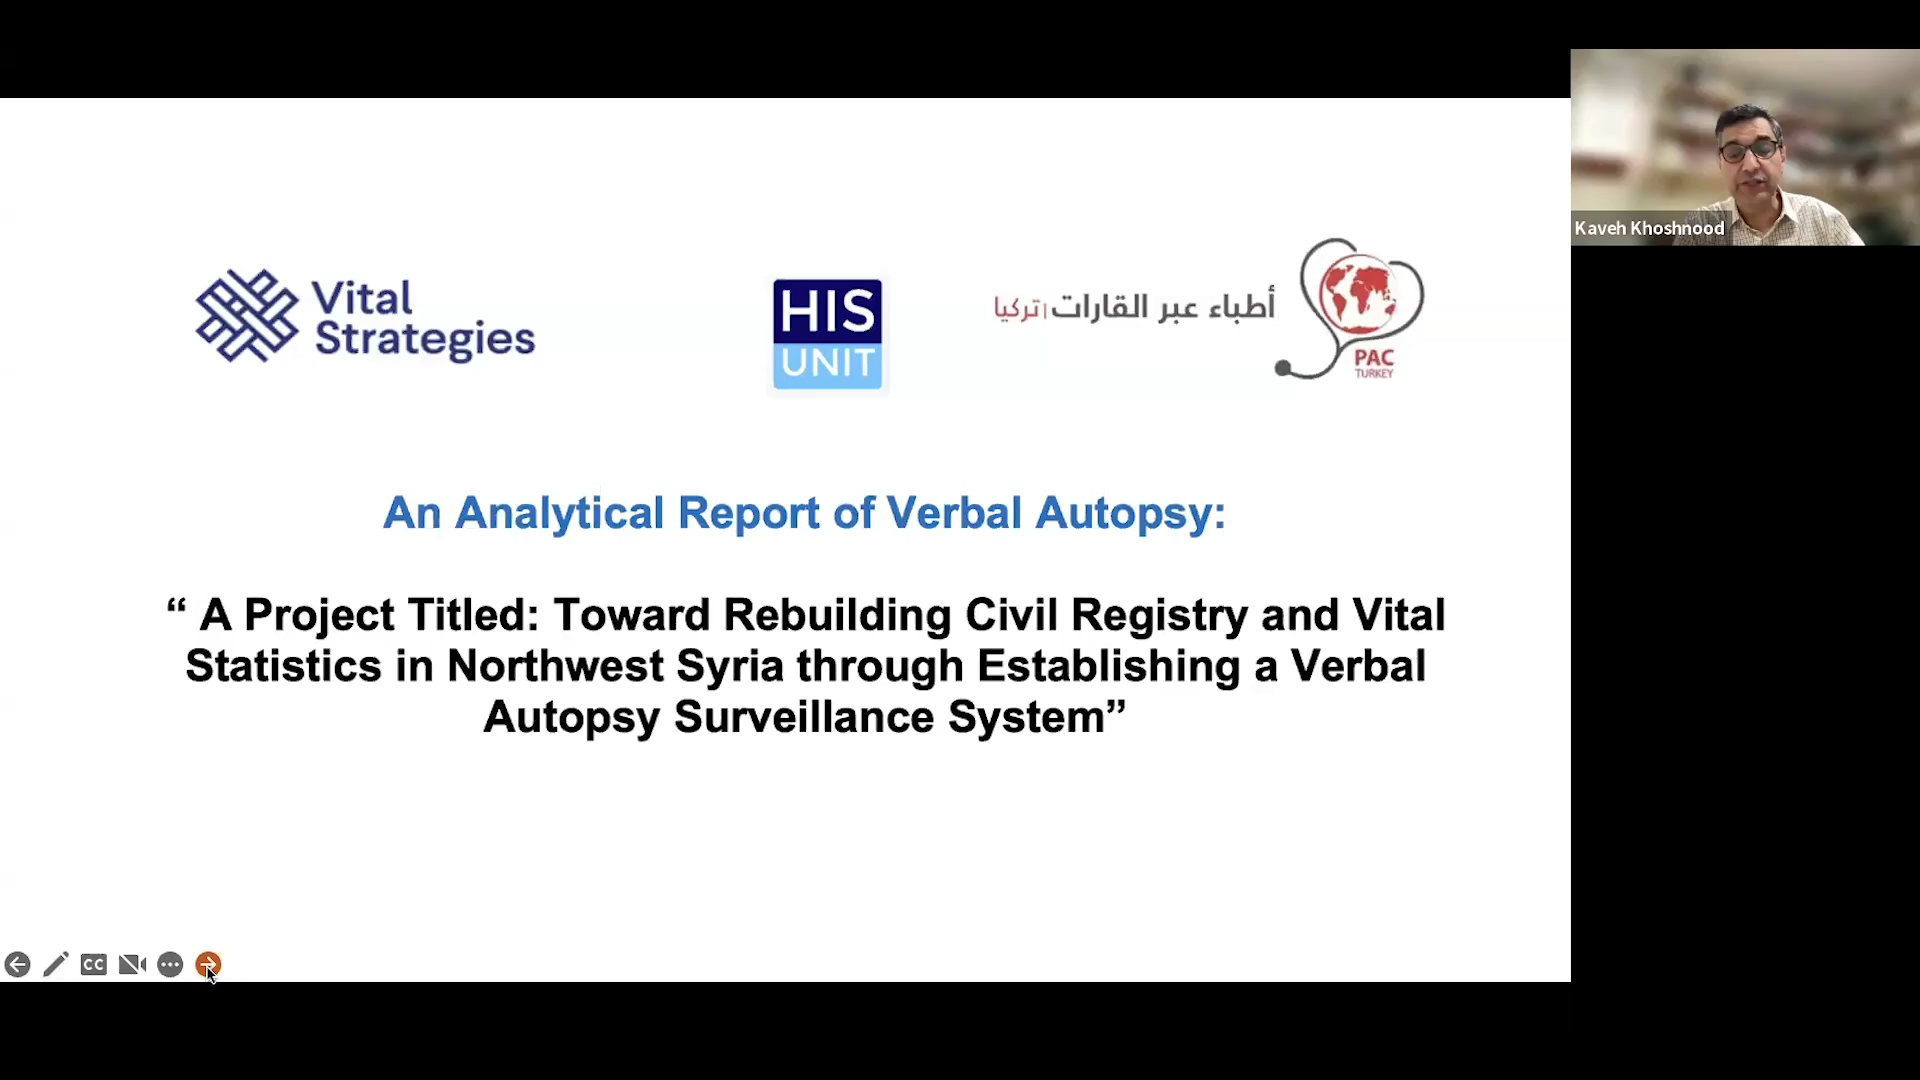 Kaveh Khoshnood
Vital
Strategies
HIS
UNIT
أطباء عبر القارات | تركيا
PAC
TURKEY
An Analytical Report of Verbal Autopsy:
“ A Project Titled: Toward Rebuilding Civil Registry and Vital
Statistics in Northwest Syria through Establishing a Verbal
Autopsy Surveillance System”
CC